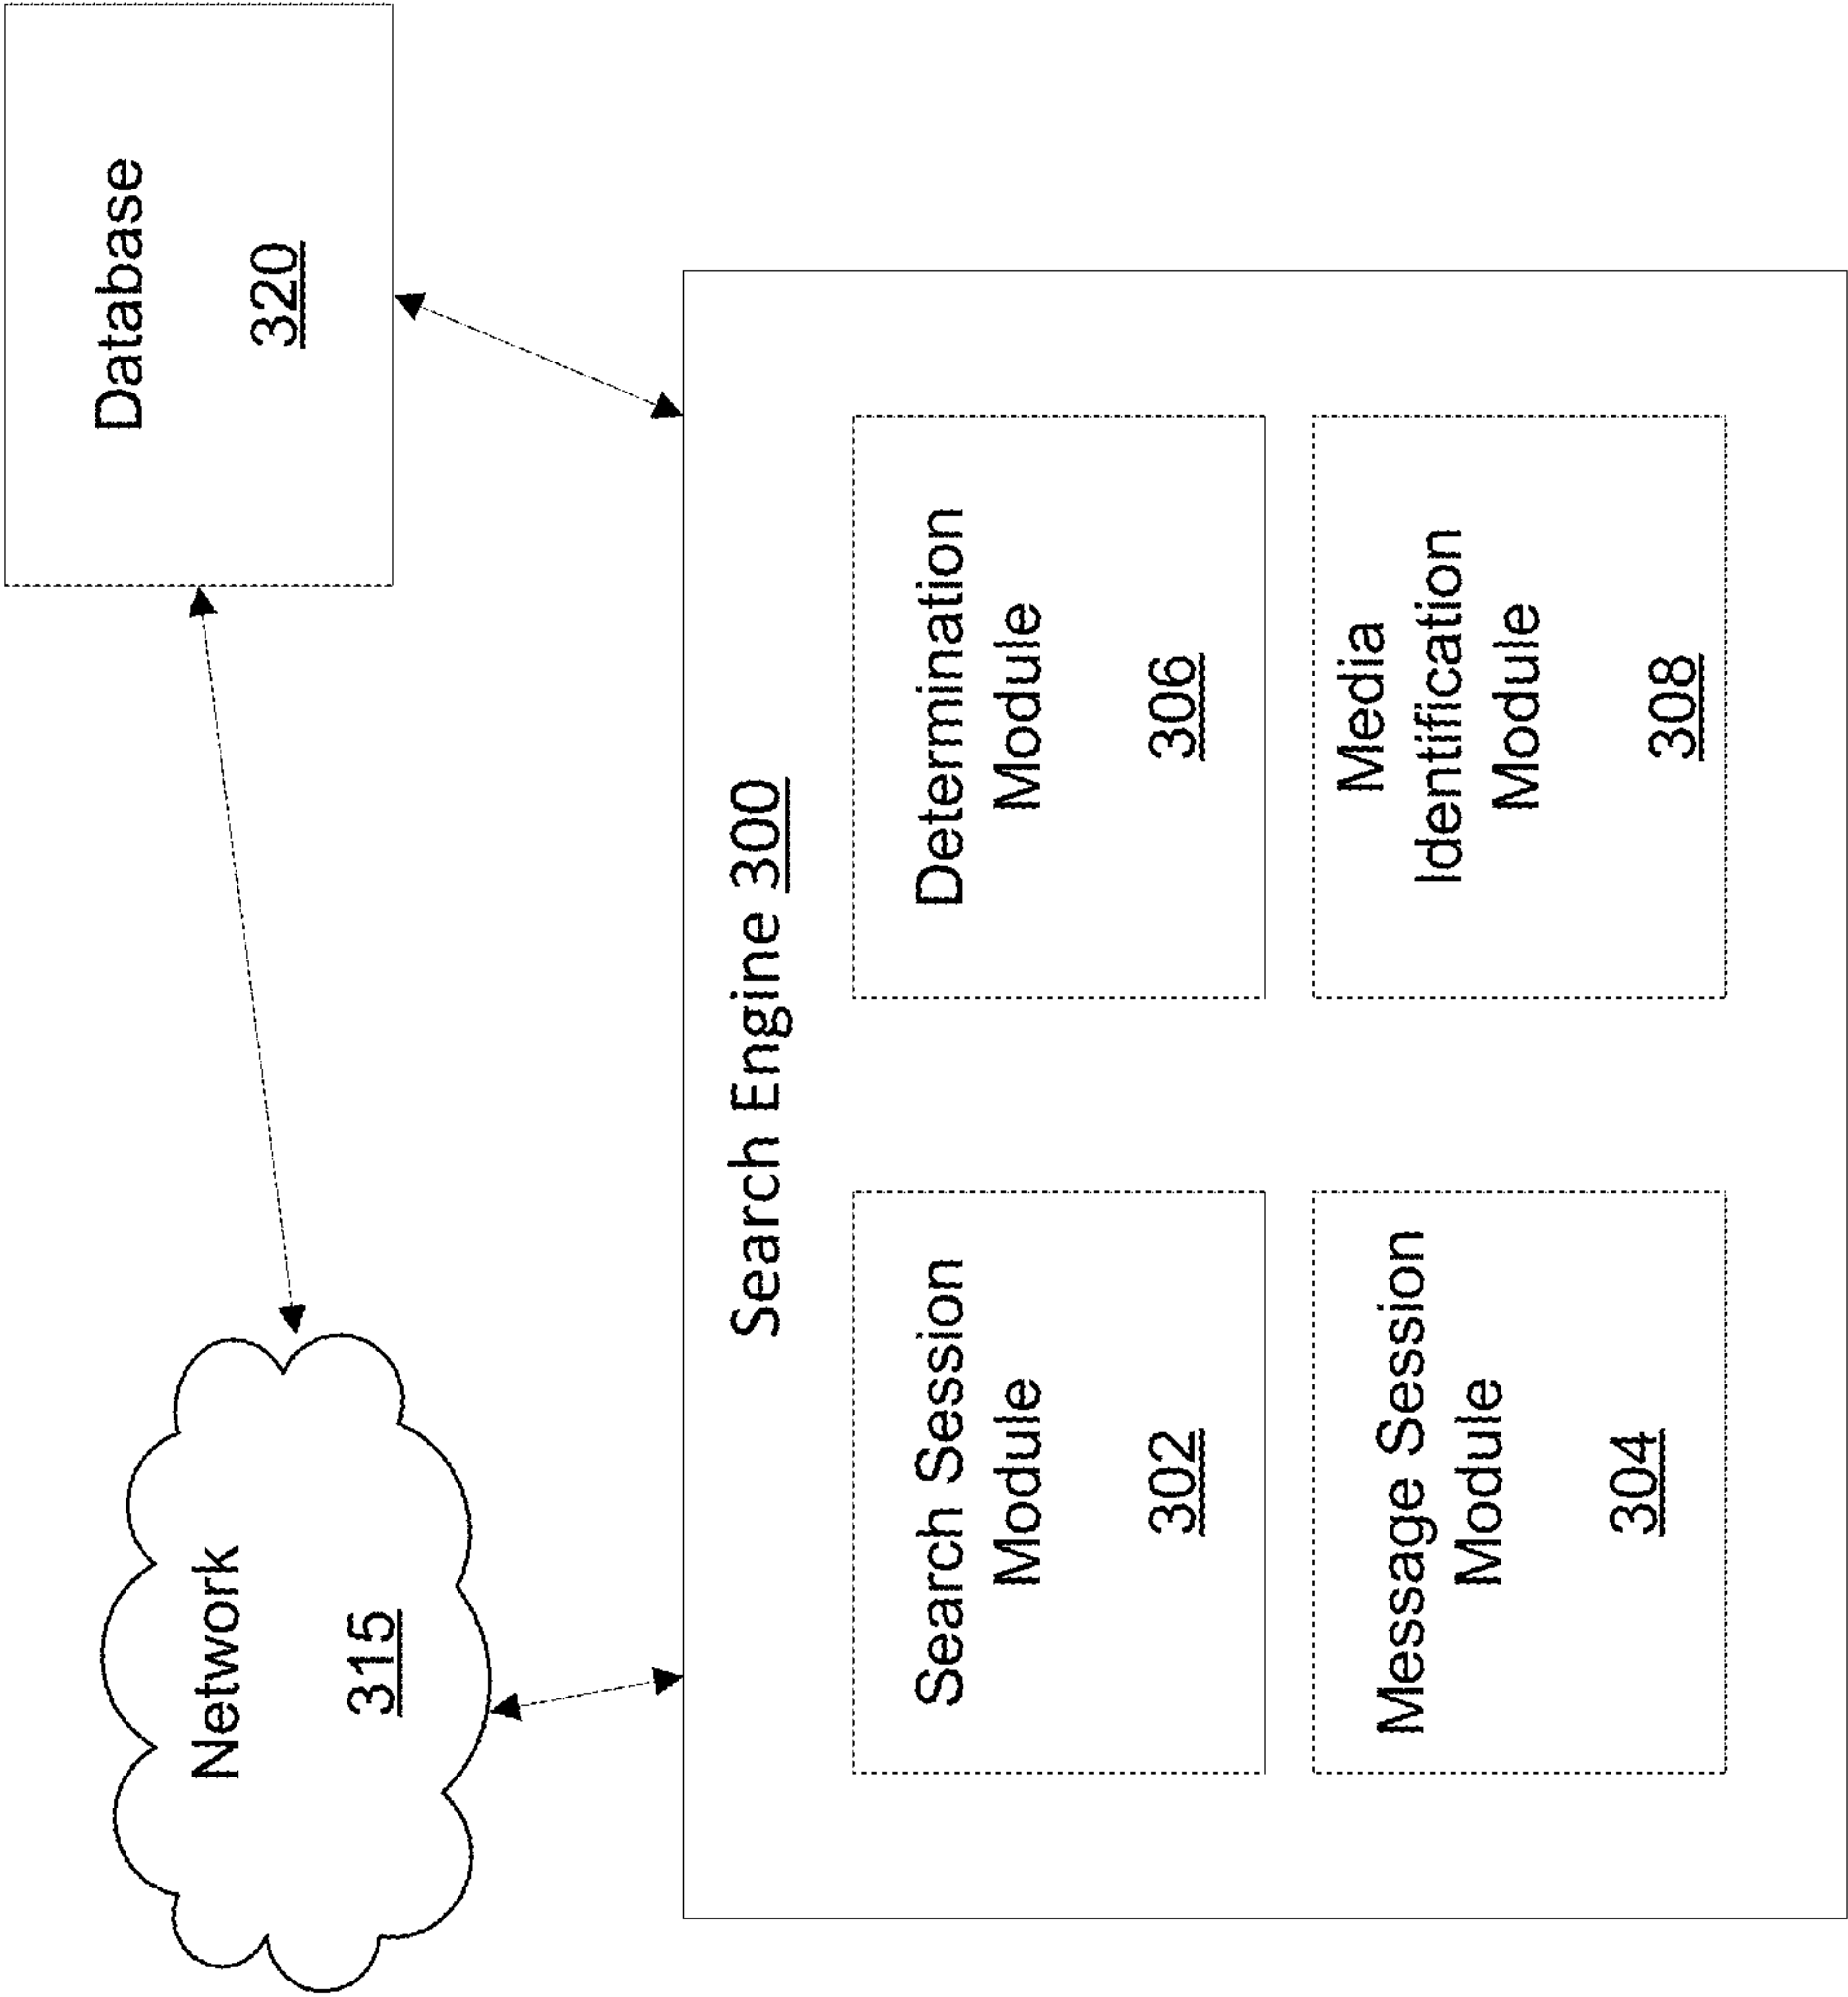 Network
315
Database
320
Search Engine 300
Search Session
Module
302
Determination
Module
306
Message Session
Module
304
Media
Identification
Module
308